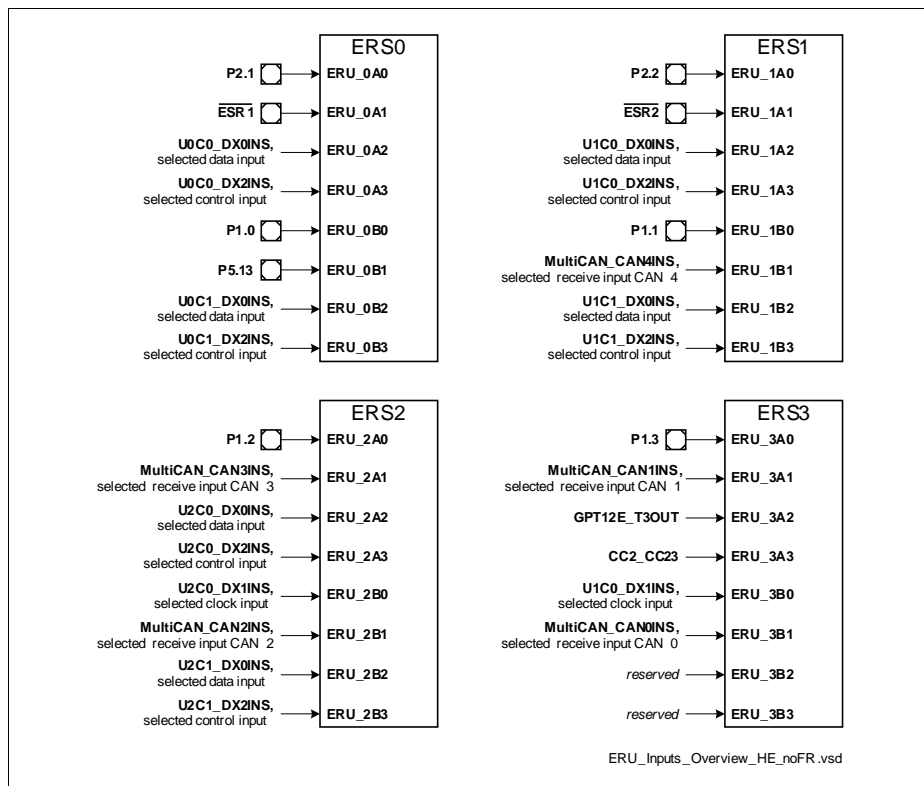 ERS0
P2.1 ERU_0A0
ESR1 ERU_0A1
U0C0_DX0INS,
selected data input
ERU_0A2
U0C0_DX2INS,
selected control input
ERU_0A3
P1.0 ERU_0B0
P5.13 ERU_0B1
U0C1_DX0INS,
selected data input
ERU_0B2
U0C1_DX2INS,
selected control input
ERU_0B3
ERS1
P2.2 ERU_1A0
ESR2 ERU_1A1
U1C0_DX0INS,
selected data input
ERU_1A2
U1C0_DX2INS,
selected control input
ERU_1A3
P1.1 ERU_1B0
MultiCAN_CAN4INS,
selected receive input CAN 4
ERU_1B1
U1C1_DX0INS,
selected data input
ERU_1B2
U1C1_DX2INS,
selected control input
ERU_1B3
ERS2
P1.2 ERU_2A0
MultiCAN_CAN3INS,
selected receive input CAN 3
ERU_2A1
U2C0_DX0INS,
selected data input
ERU_2A2
U2C0_DX2INS,
selected control input
ERU_2A3
U2C0_DX1INS,
selected clock input
ERU_2B0
MultiCAN_CAN2INS,
selected receive input CAN 2
ERU_2B1
U2C1_DX0INS,
selected data input
ERU_2B2
U2C1_DX2INS,
selected control input
ERU_2B3
ERS3
P1.3 ERU_3A0
MultiCAN_CAN1INS,
selected receive input CAN 1
ERU_3A1
GPT12E_T3OUT ERU_3A2
CC2_CC23 ERU_3A3
U1C0_DX1INS,
selected clock input
ERU_3B0
MultiCAN_CAN0INS,
selected receive input CAN 0
ERU_3B1
reserved ERU_3B2
reserved ERU_3B3
ERU_Inputs_Overview_HE_noFR.vsd